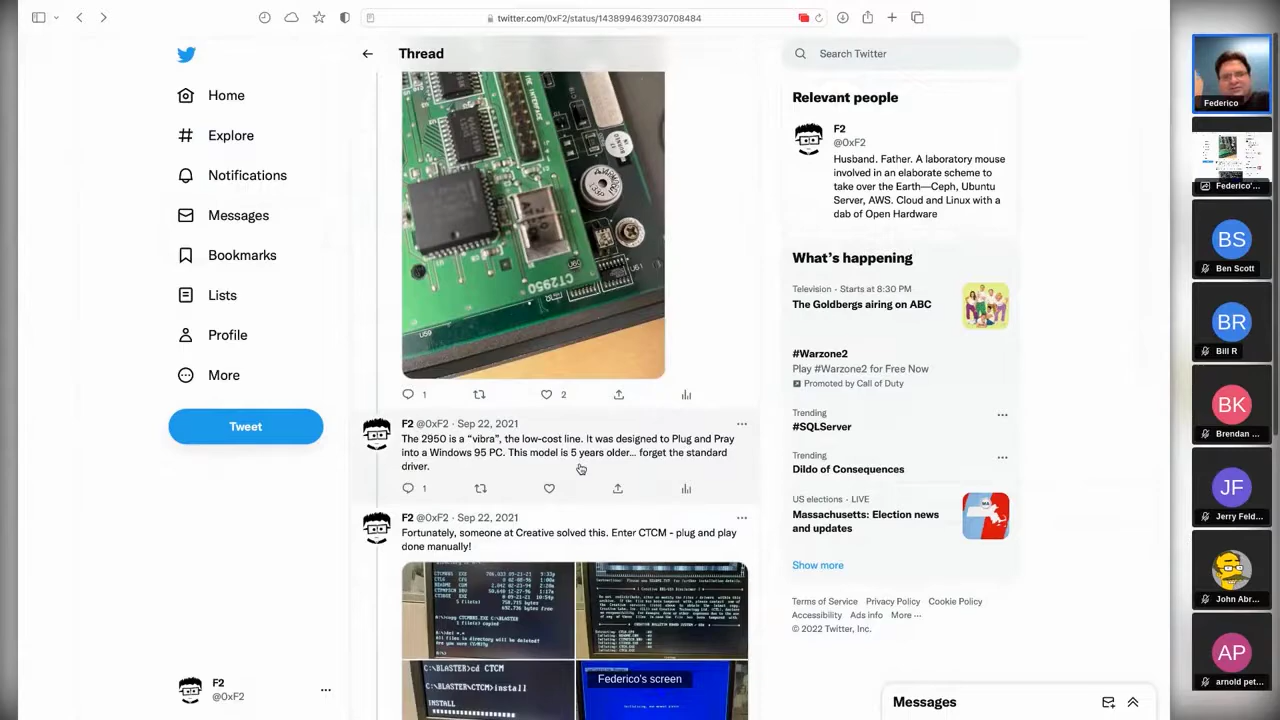 twitter.com/0xF2/status/1438994639730708484
Thread
Search Twitter
Home
Explore
Notifications
Messages
Bookmarks
Lists
Profile
More
Tweet
F2
@0xF2
IDE INTERFACE
CT2950
U59
U60
U51
1
2
F2 @0xF2 · Sep 22, 2021
The 2950 is a “vibra”, the low-cost line. It was designed to Plug and Pray
into a Windows 95 PC. This model is 5 years older... forget the standard
driver.
1
F2 @0xF2 · Sep 22, 2021
Fortunately, someone at Creative solved this. Enter CTCM - plug and play
done manually!
C:\BLASTER>cd CTCM
C:\BLASTER\CTCM>install
INSTALL
Federico's screen
Relevant people
F2
@0xF2
Husband. Father. A laboratory mouse
involved in an elaborate scheme to
take over the Earth—Ceph, Ubuntu
Server, AWS. Cloud and Linux with a
dab of Open Hardware
What's happening
Television · Starts at 8:30 PM
The Goldbergs airing on ABC
#Warzone2
Play #Warzone2 for Free Now
Promoted by Call of Duty
Trending
#SQLServer
Trending
Dildo of Consequences
US elections · LIVE
Massachusetts: Election news
and updates
Show more
Terms of Service Privacy Policy Cookie Policy
Accessibility Ads info More ···
© 2022 Twitter, Inc.
Messages
Federico
Federico'...
BS
Ben Scott
BR
Bill R
BK
Brendan ...
JF
Jerry Feld...
John Abr...
AP
arnold pet...